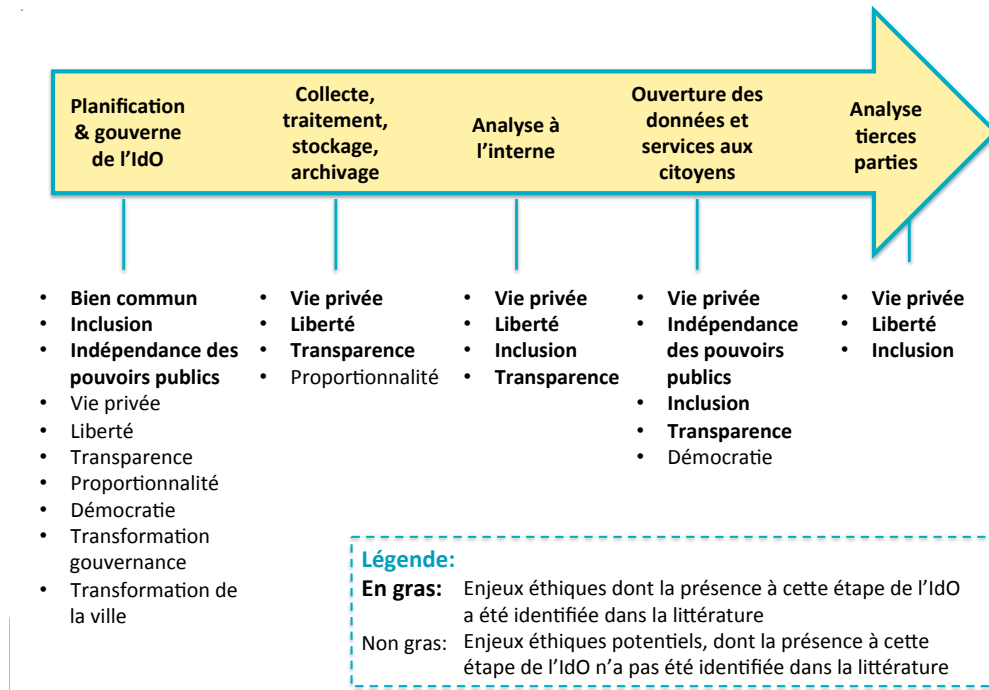 Planification
& gouverne
de l'IdO
Collecte,
traitement,
stockage,
archivage
Analyse à
l'interne
Ouverture des
données et
services aux
citoyens
Analyse
tierces
parties
• Bien commun
• Inclusion
• Indépendance des
pouvoirs publics
• Vie privée
• Liberté
• Transparence
• Proportionnalité
• Démocratie
• Transformation
gouvernance
• Transformation de
la ville
• Vie privée
• Liberté
• Transparence
• Proportionnalité
• Vie privée
• Liberté
• Inclusion
• Transparence
• Vie privée
• Indépendance
des pouvoirs
publics
• Inclusion
• Transparence
• Démocratie
• Vie privée
• Liberté
• Inclusion
Légende:
En gras: Enjeux éthiques dont la présence à cette étape de l'IdO
a été identifiée dans la littérature
Non gras: Enjeux éthiques potentiels, dont la présence à cette
étape de l'IdO n'a pas été identifiée dans la littérature